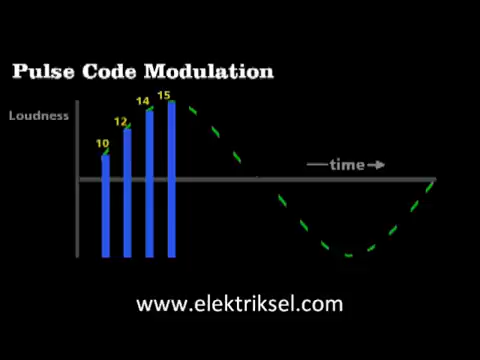 Pulse Code Modulation
Loudness
10
12
14
15
time
www.elektriksel.com